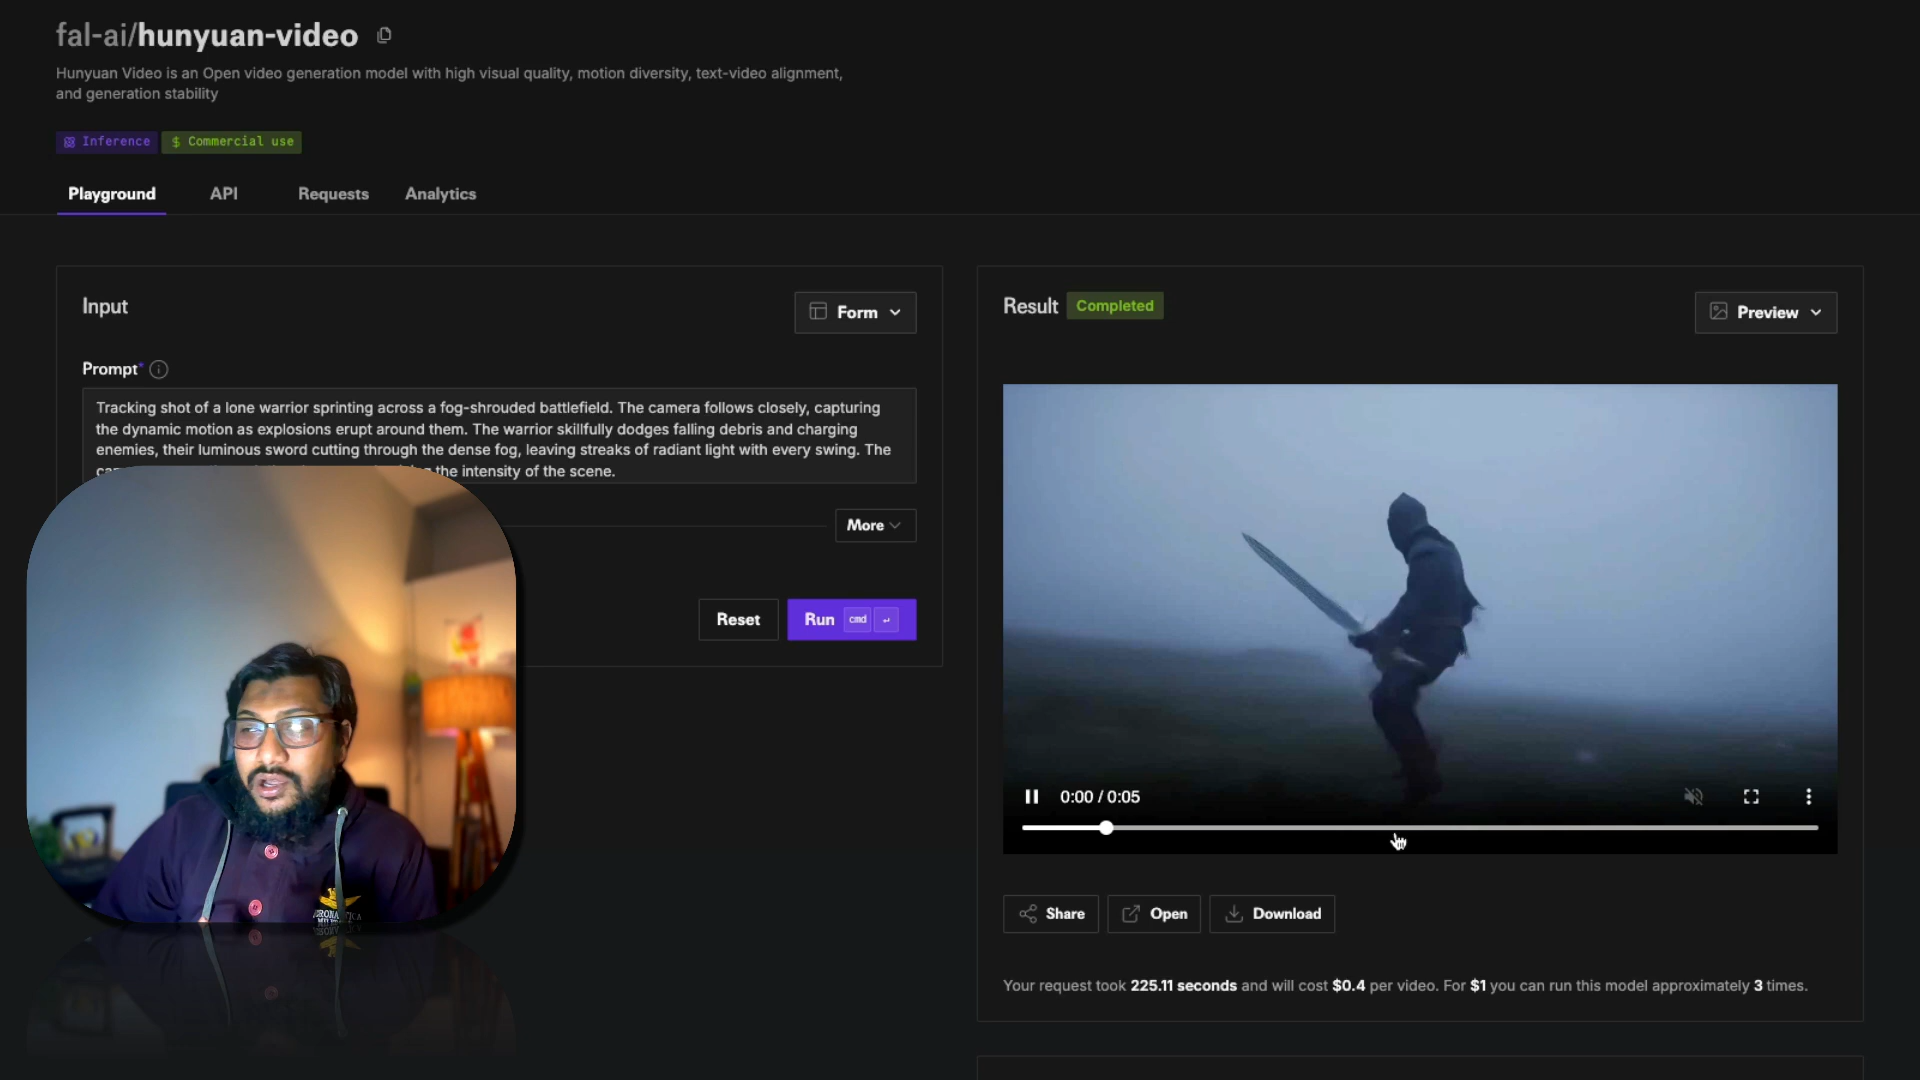 fal-ai/hunyuan-video
Hunyuan Video is an Open video generation model with high visual quality, motion diversity, text-video alignment,
and generation stability
Inference
$ Commercial use
Playground
API
Requests
Analytics
Input
Form
Prompt*
Tracking shot of a lone warrior sprinting across a fog-shrouded battlefield. The camera follows closely, capturing
the dynamic motion as explosions erupt around them. The warrior skillfully dodges falling debris and charging
enemies, their luminous sword cutting through the dense fog, leaving streaks of radiant light with every swing. The
the intensity of the scene.
More
Reset
Run cmd ↵
Result
Completed
Preview
0:00 / 0:05
Share
Open
Download
Your request took 225.11 seconds and will cost $0.4 per video. For $1 you can run this model approximately 3 times.